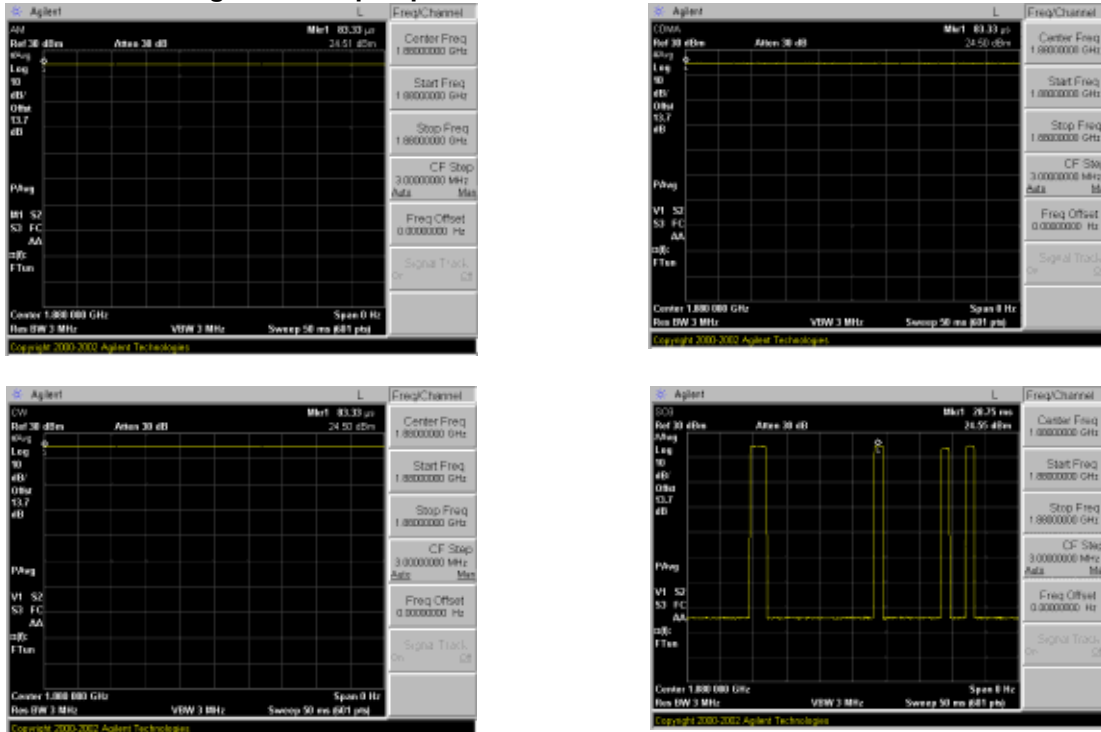 Agilent L Freq/Channel
AM Mkr1 83.33 µs
Ref 30 dBm Atten 30 dB 24.51 dBm
Log
10
dB/
Offst
13.7
dB
PAvg
M1 S2
S3 FC
AA
FTun
Center 1.880 000 GHz Span 0 Hz
Res BW 3 MHz VBW 3 MHz Sweep 50 ms (601 pts)
Copyright 2000-2002 Agilent Technologies
Center Freq
1.88000000 GHz
Start Freq
1.88000000 GHz
Stop Freq
1.88000000 GHz
CF Step
3.00000000 MHz
Auto Man
Freq Offset
0.00000000 Hz
Signal Track
On Off
Agilent L Freq/Channel
CDMA Mkr1 83.33 µs
Ref 30 dBm Atten 30 dB 24.50 dBm
Log
10
dB/
Offst
13.7
dB
PAvg
V1 S2
S3 FC
AA
FTun
Center 1.880 000 GHz Span 0 Hz
Res BW 3 MHz VBW 3 MHz Sweep 50 ms (601 pts)
Copyright 2000-2002 Agilent Technologies
Center Freq
1.88000000 GHz
Start Freq
1.88000000 GHz
Stop Freq
1.88000000 GHz
CF Step
3.00000000 MHz
Auto
Freq Offset
0.00000000 Hz
Signal Track
On
Agilent L Freq/Channel
CW Mkr1 83.33 µs
Ref 30 dBm Atten 30 dB 24.50 dBm
Log
10
dB/
Offst
13.7
dB
PAvg
V1 S2
S3 FC
AA
FTun
Center 1.880 000 GHz Span 0 Hz
Res BW 3 MHz VBW 3 MHz Sweep 50 ms (601 pts)
Copyright 2000-2002 Agilent Technologies
Center Freq
1.88000000 GHz
Start Freq
1.88000000 GHz
Stop Freq
1.88000000 GHz
CF Step
3.00000000 MHz
Auto Man
Freq Offset
0.00000000 Hz
Signal Track
On Off
Agilent L Freq/Channel
SO3 Mkr1 28.75 ms
Ref 30 dBm Atten 30 dB 24.55 dBm
Log
10
dB/
Offst
13.7
dB
PAvg
V1 S2
S3 FC
AA
FTun
Center 1.880 000 GHz Span 0 Hz
Res BW 3 MHz VBW 3 MHz Sweep 50 ms (601 pts)
Copyright 2000-2002 Agilent Technologies
Center Freq
1.88000000 GHz
Start Freq
1.88000000 GHz
Stop Freq
1.88000000 GHz
CF Step
3.00000000 MHz
Auto
Freq Offset
0.00000000 Hz
Signal Track
On